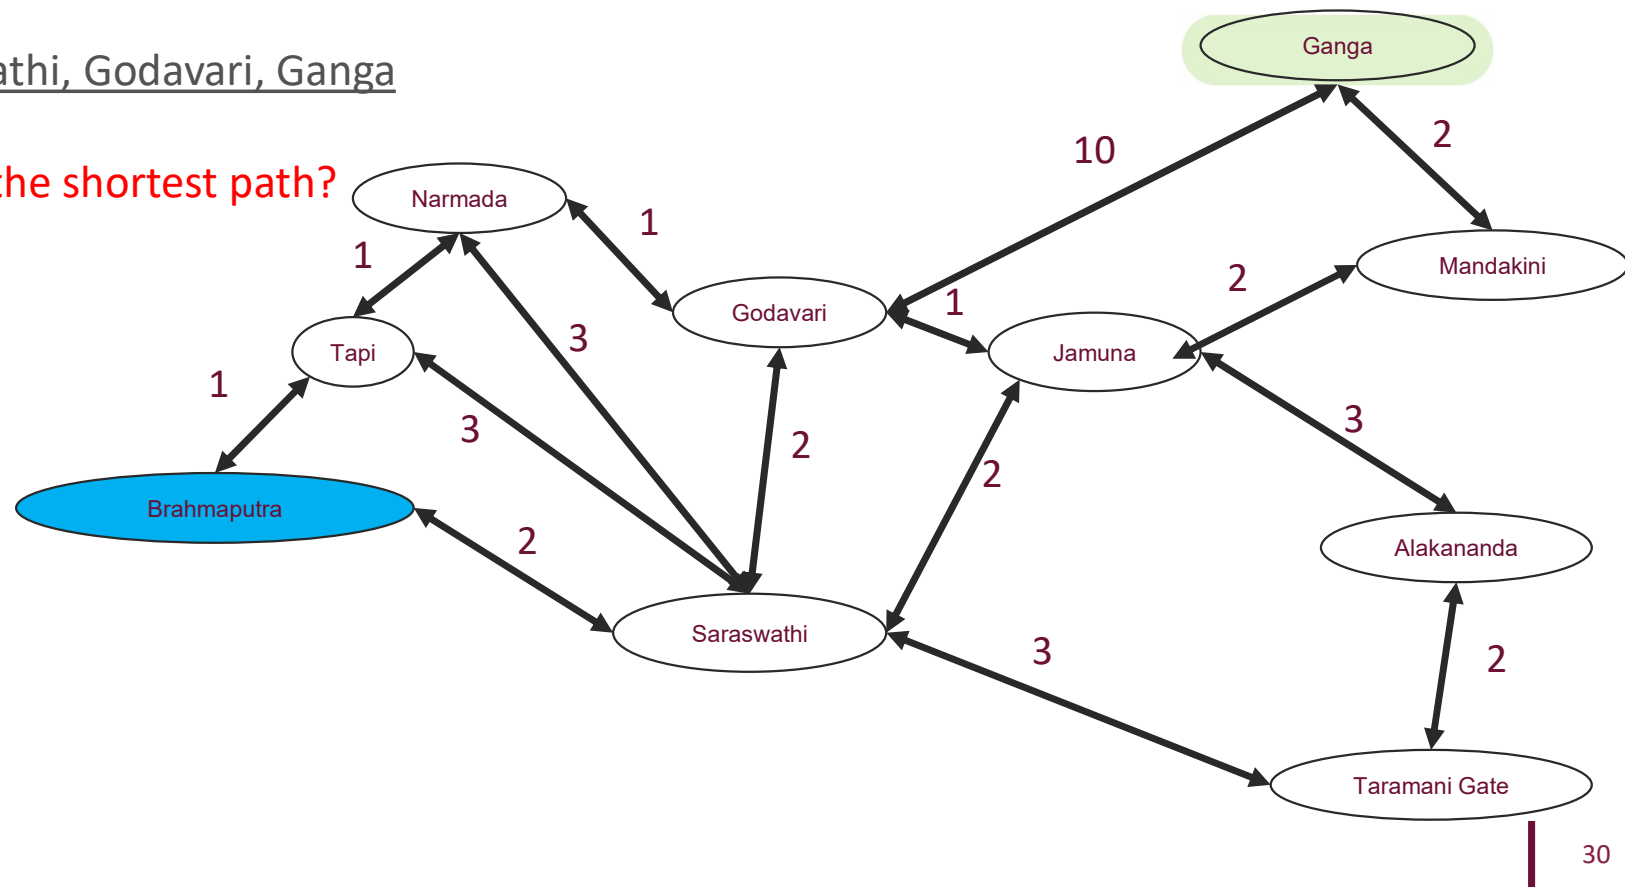 Ganga
athi, Godavari, Ganga
10
2
the shortest path?
Narmada
1
1
2
Mandakini
Godavari
1
3
Tapi
Jamuna
1
3
2
2
3
Brahmaputra
2
Alakananda
Saraswathi
3
2
Taramani Gate
30